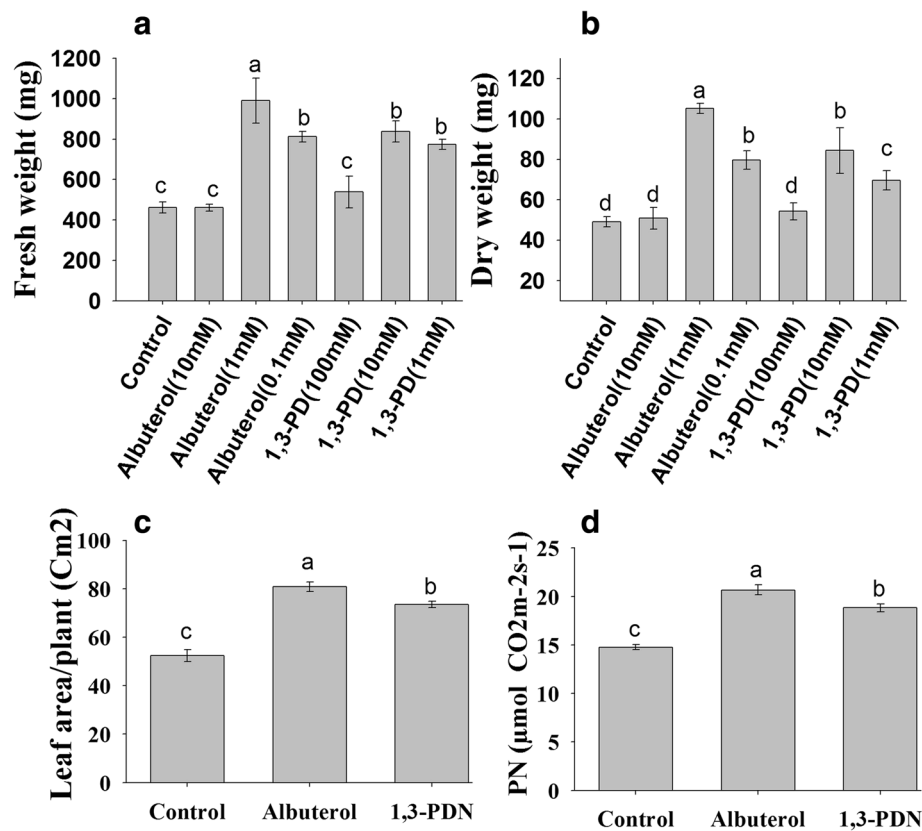 a
Fresh weight (mg)
1200
1000
800
600
400
200
0
c
c
a
b
c
b
b
Control
Albuterol(10mM)
Albuterol(1mM)
Albuterol(0.1mM)
1,3-PD(100mM)
1,3-PD(10mM)
1,3-PD(1mM)
b
Dry weight (mg)
120
100
80
60
40
20
d
d
a
b
d
b
c
Control
Albuterol(10mM)
Albuterol(1mM)
Albuterol(0.1mM)
1,3-PD(100mM)
1,3-PD(10mM)
1,3-PD(1mM)
c
Leaf area/plant (Cm2)
100
80
60
40
20
0
c
a
b
Control
Albuterol
1,3-PDN
d
PN (µmol CO2m-2s-1)
25
20
15
10
5
0
c
a
b
Control
Albuterol
1,3-PDN